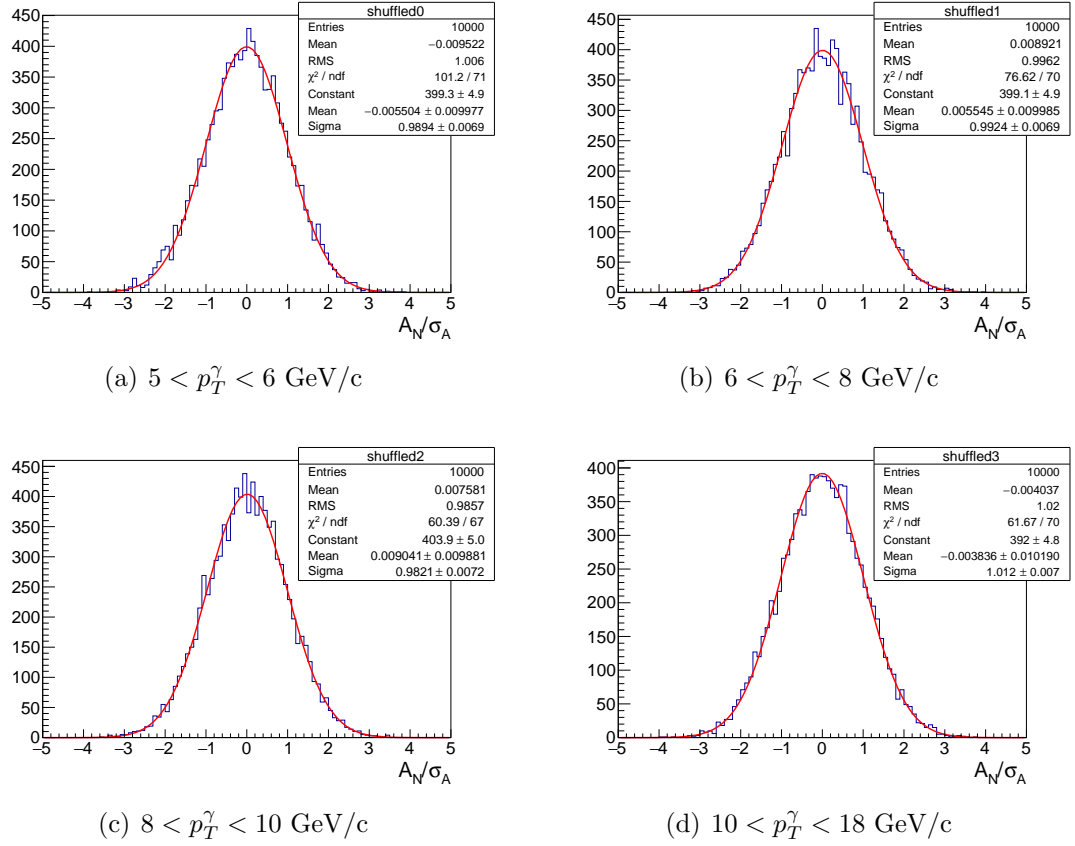 shuffled0
Entries 10000
Mean −0.009522
RMS 1.006
χ² / ndf 101.2 / 71
Constant 399.3 ± 4.9
Mean −0.005504 ± 0.009977
Sigma 0.9894 ± 0.0069
450
400
350
300
250
200
150
100
50
0
−5 −4 −3 −2 −1 0 1 2 3 4 5
A_N/σ_A
(a) 5 < p_T^γ < 6 GeV/c
shuffled1
Entries 10000
Mean 0.008921
RMS 0.9962
χ² / ndf 76.62 / 70
Constant 399.1 ± 4.9
Mean 0.005545 ± 0.009985
Sigma 0.9924 ± 0.0069
450
400
350
300
250
200
150
100
50
0
−5 −4 −3 −2 −1 0 1 2 3 4 5
A_N/σ_A
(b) 6 < p_T^γ < 8 GeV/c
shuffled2
Entries 10000
Mean 0.007581
RMS 0.9857
χ² / ndf 60.39 / 67
Constant 403.9 ± 5.0
Mean 0.009041 ± 0.009881
Sigma 0.9821 ± 0.0072
450
400
350
300
250
200
150
100
50
0
−5 −4 −3 −2 −1 0 1 2 3 4 5
A_N/σ_A
(c) 8 < p_T^γ < 10 GeV/c
shuffled3
Entries 10000
Mean −0.004037
RMS 1.02
χ² / ndf 61.67 / 70
Constant 392 ± 4.8
Mean −0.003836 ± 0.010190
Sigma 1.012 ± 0.007
400
350
300
250
200
150
100
50
0
−5 −4 −3 −2 −1 0 1 2 3 4 5
A_N/σ_A
(d) 10 < p_T^γ < 18 GeV/c